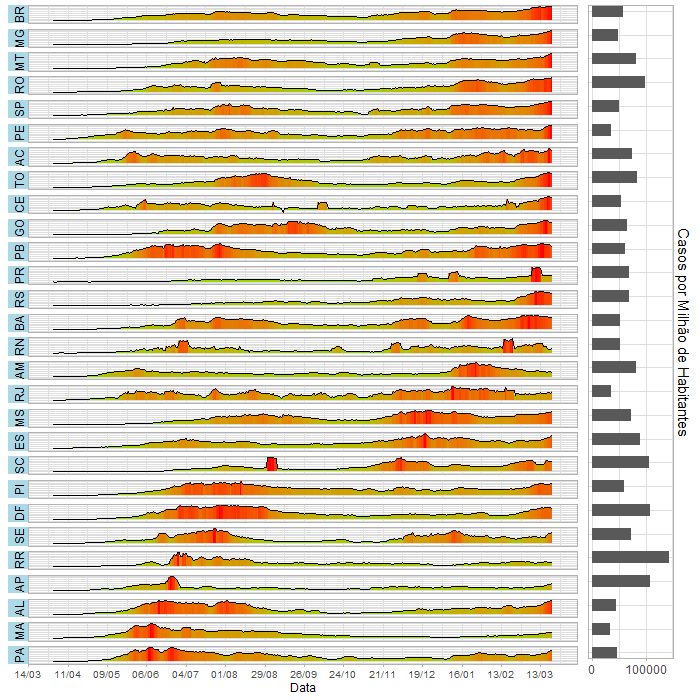 BR
MG
MT
RO
SP
PE
AC
TO
CE
GO
PB
PR
RS
BA
RN
AM
RJ
MS
ES
SC
PI
DF
SE
RR
AP
AL
MA
PA
14/03 11/04 09/05 06/06 04/07 01/08 29/08 26/09 24/10 21/11 19/12 16/01 13/02 13/03
Data
0 100000
Casos por Milhão de Habitantes